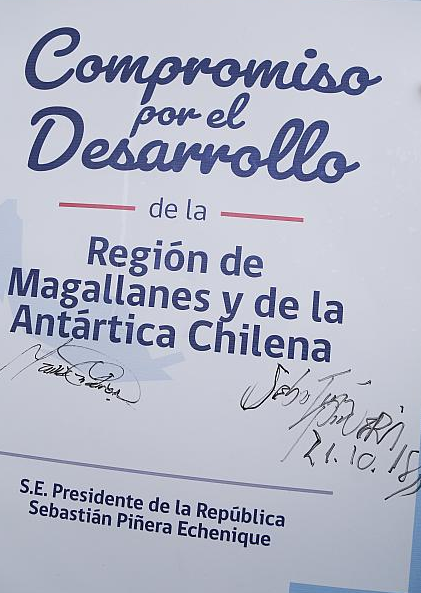 Compromiso
por el
Desarrollo
de la
Región de
Magallanes y de la
Antártica Chilena
21.10.18
S.E. Presidente de la República
Sebastián Piñera Echenique